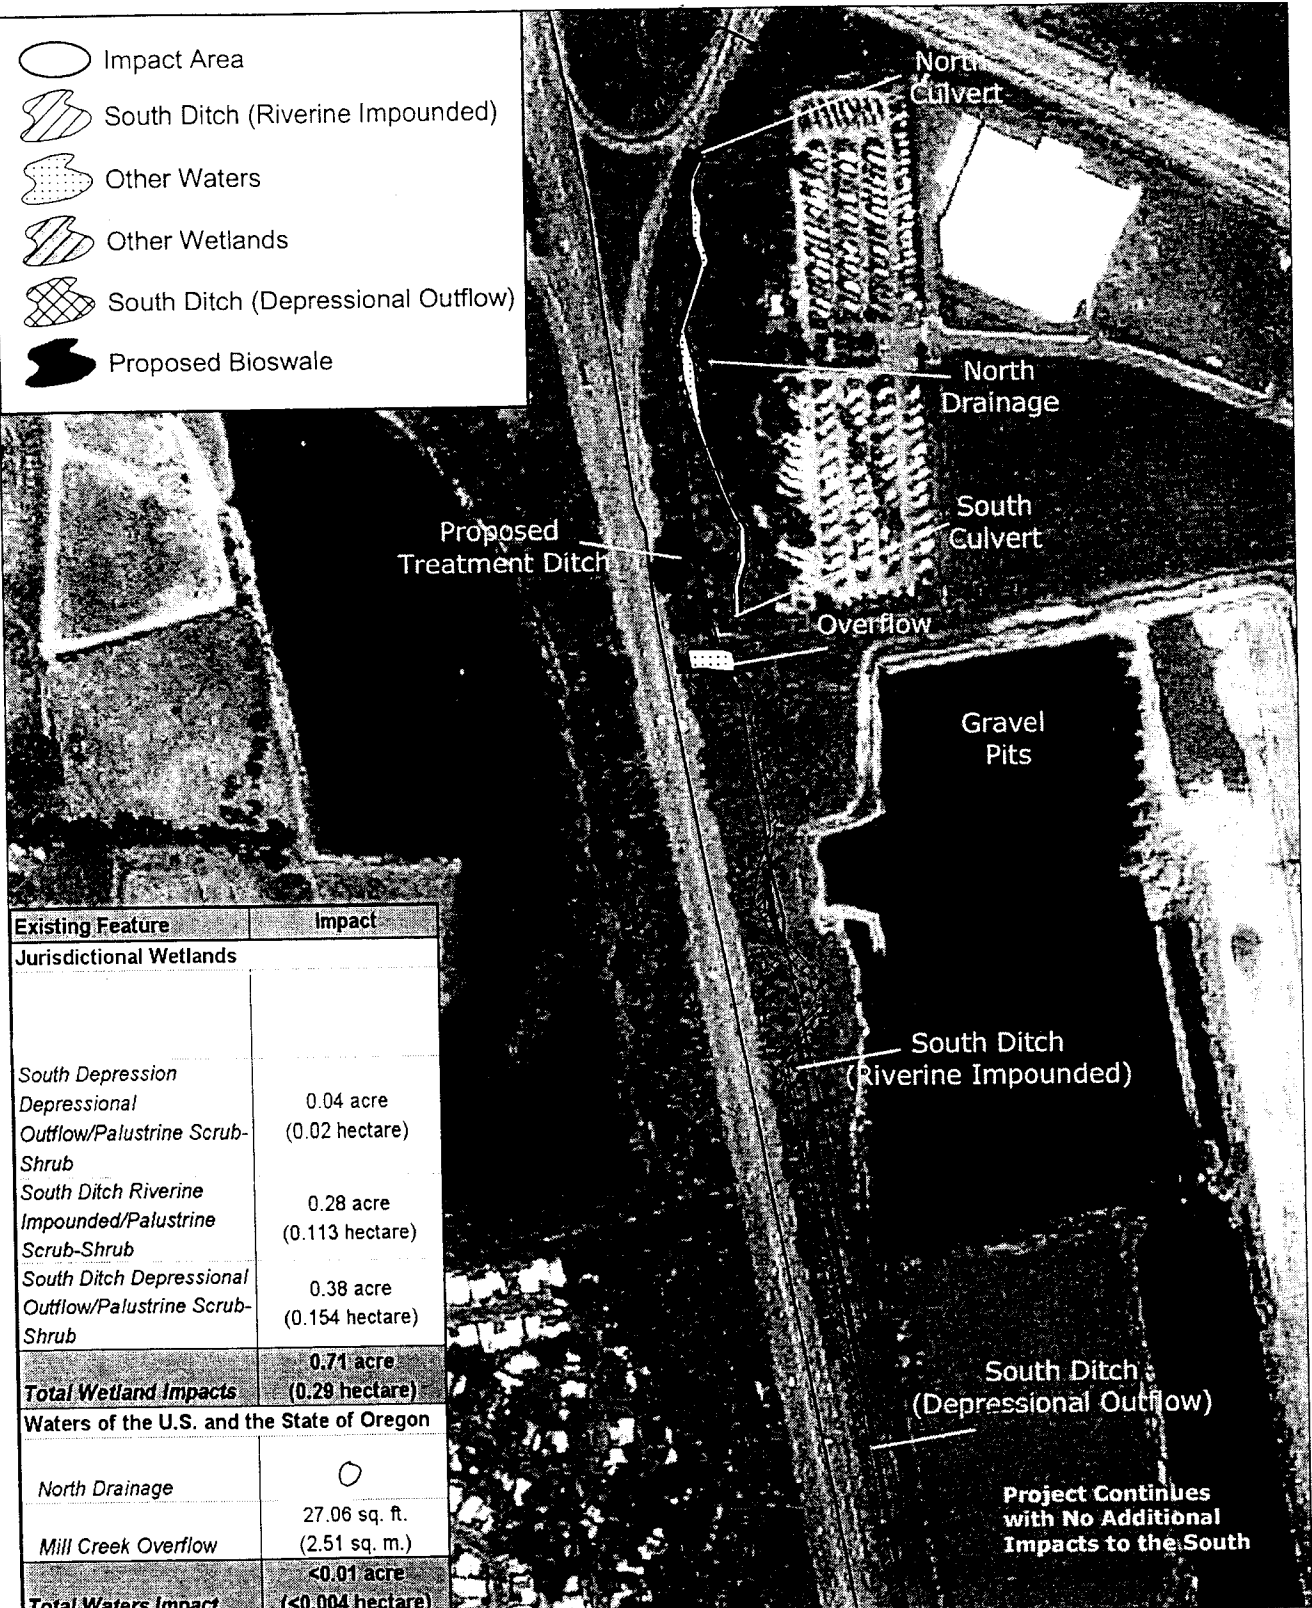 Impact Area
South Ditch (Riverine Impounded)
Other Waters
Other Wetlands
South Ditch (Depressional Outflow)
Proposed Bioswale
North
Culvert
North
Drainage
South
Culvert
Proposed
Treatment Ditch
Overflow
Gravel
Pits
South Ditch
(Riverine Impounded)
South Ditch
(Depressional Outflow)
Project Continues
with No Additional
Impacts to the South
Existing Feature Impact
Jurisdictional Wetlands
South Depression
Depressional 0.04 acre
Outflow/Palustrine Scrub- (0.02 hectare)
Shrub
South Ditch Riverine 0.28 acre
Impounded/Palustrine (0.113 hectare)
Scrub-Shrub
South Ditch Depressional 0.38 acre
Outflow/Palustrine Scrub- (0.154 hectare)
Shrub
0.71 acre
Total Wetland Impacts (0.29 hectare)
Waters of the U.S. and the State of Oregon
North Drainage 0
27.06 sq. ft.
Mill Creek Overflow (2.51 sq. m.)
<0.01 acre
Total Waters Impact (<0.004 hectare)